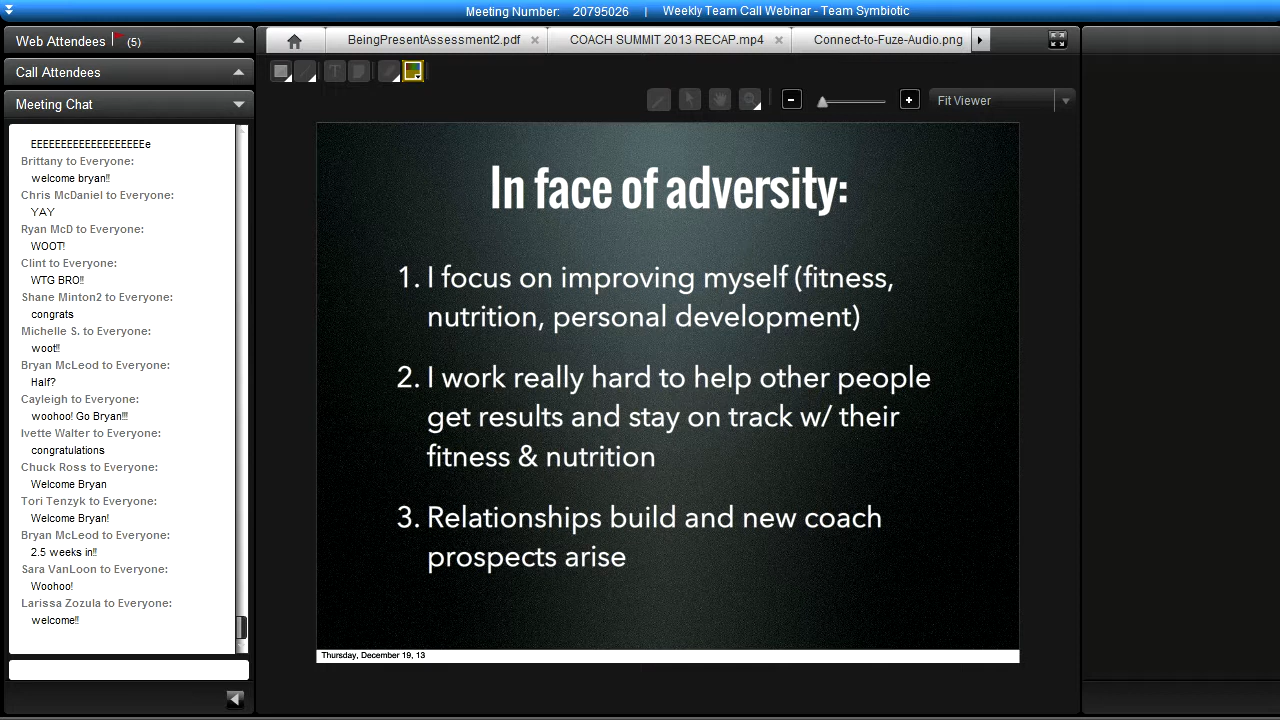 Meeting Number: 20795026 | Weekly Team Call Webinar - Team Symbiotic
Web Attendees (5)
Call Attendees
Meeting Chat
EEEEEEEEEEEEEEEEEEEe
Brittany to Everyone:
welcome bryan!!
Chris McDaniel to Everyone:
YAY
Ryan McD to Everyone:
WOOT!
Clint to Everyone:
WTG BRO!!
Shane Minton2 to Everyone:
congrats
Michelle S. to Everyone:
woot!!
Bryan McLeod to Everyone:
Half?
Cayleigh to Everyone:
woohoo! Go Bryan!!!
Ivette Walter to Everyone:
congratulations
Chuck Ross to Everyone:
Welcome Bryan
Tori Tenzyk to Everyone:
Welcome Bryan!
Bryan McLeod to Everyone:
2.5 weeks in!!
Sara VanLoon to Everyone:
Woohoo!
Larissa Zozula to Everyone:
welcome!!
BeingPresentAssessment2.pdf
COACH SUMMIT 2013 RECAP.mp4
Connect-to-Fuze-Audio.png
T
Fit Viewer
In face of adversity:
1. I focus on improving myself (fitness,
nutrition, personal development)
2. I work really hard to help other people
get results and stay on track w/ their
fitness & nutrition
3. Relationships build and new coach
prospects arise
Thursday, December 19, 13